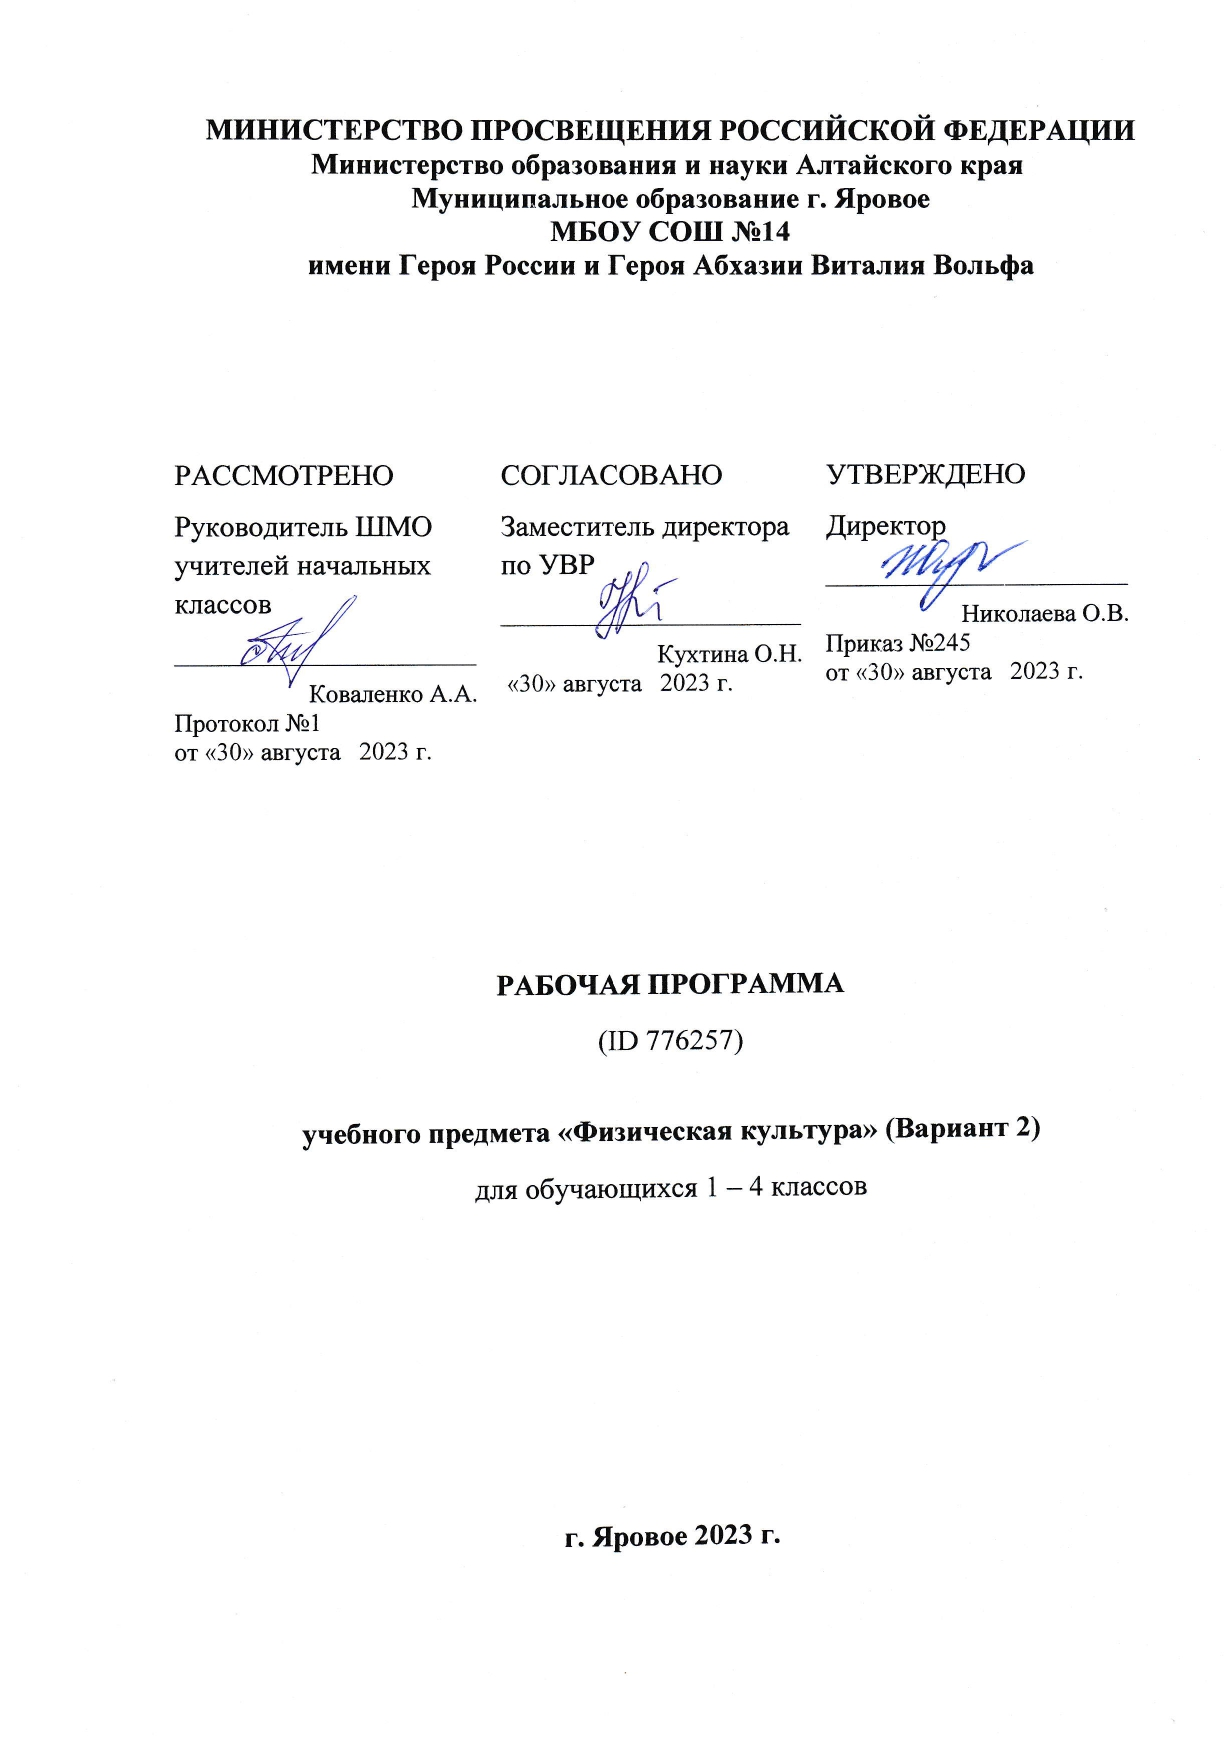 МИНИСТЕРСТВО ПРОСВЕЩЕНИЯ РОССИЙСКОЙ ФЕДЕРАЦИИ
Министерство образования и науки Алтайского края
Муниципальное образование г. Яровое
МБОУ СОШ №14
имени Героя России и Героя Абхазии Виталия Вольфа
РАССМОТРЕНО
Руководитель ШМО
учителей начальных
классов
Коваленко А.А.
Протокол №1
от «30» августа 2023 г.
СОГЛАСОВАНО
Заместитель директора
по УВР
Кухтина О.Н.
«30» августа 2023 г.
УТВЕРЖДЕНО
Директор
Николаева О.В.
Приказ №245
от «30» августа 2023 г.
РАБОЧАЯ ПРОГРАММА
(ID 776257)
учебного предмета «Физическая культура» (Вариант 2)
для обучающихся 1 – 4 классов
г. Яровое 2023 г.